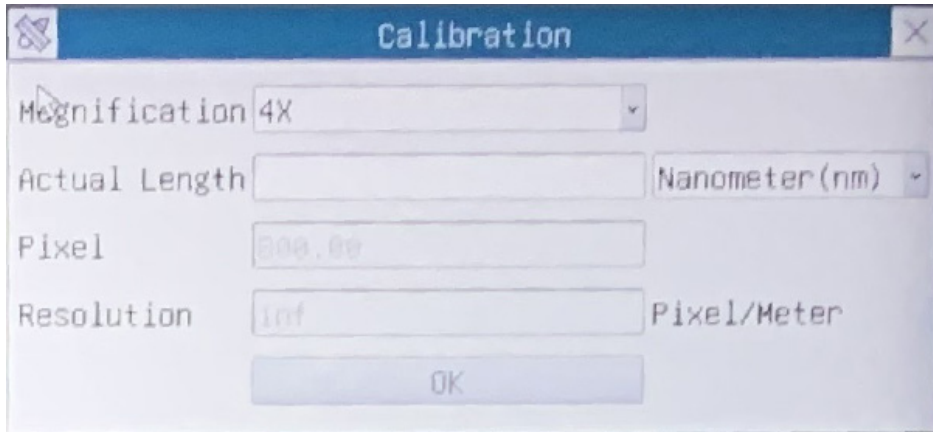 Calibration
Magnification 4X
Actual Length Nanometer(nm)
Pixel 800.00
Resolution inf Pixel/Meter
OK